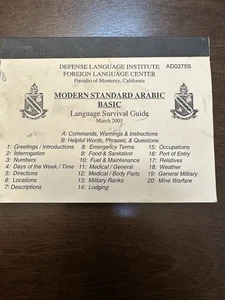 DEFENSE LANGUAGE INSTITUTE AD0275S
FOREIGN LANGUAGE CENTER
Presidio of Monterey, California
MODERN STANDARD ARABIC
BASIC
Language Survival Guide
March 2003
A: Commands, Warnings & Instructions
B: Helpful Words, Phrases, & Questions
1: Greetings / Introductions 8: Emergency Terms 15: Occupations
2: Interrogation 9: Food & Sanitation 16: Port of Entry
3: Numbers 10: Fuel & Maintenance 17: Relatives
4: Days of the Week / Time 11: Medical / General 18: Weather
5: Directions 12: Medical / Body Parts 19: General Military
6: Locations 13: Military Ranks 20: Mine Warfare
7: Descriptions 14: Lodging